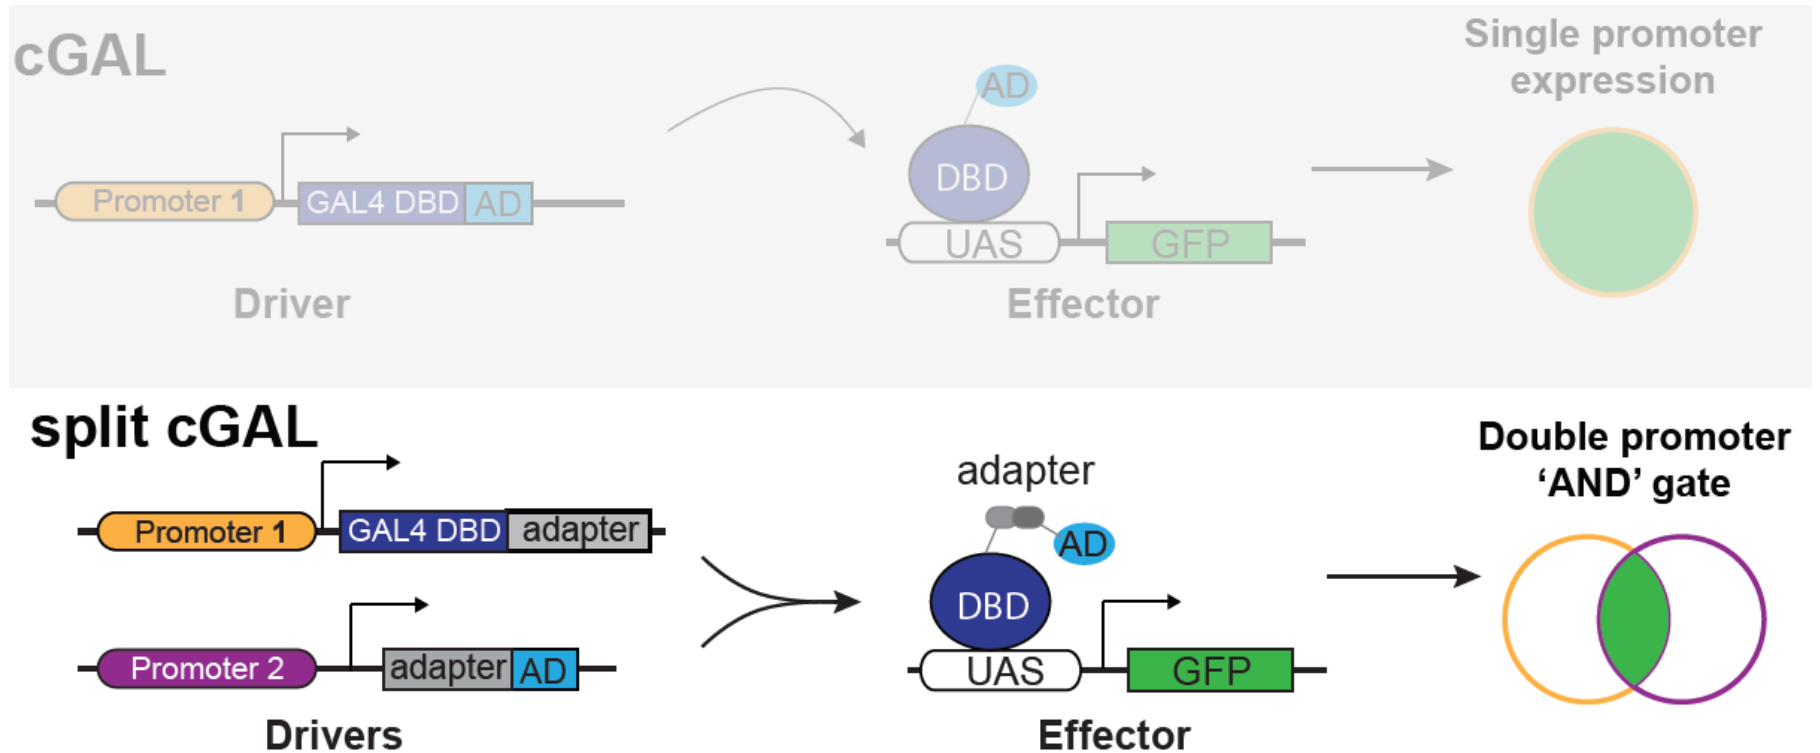 cGAL
Single promoter
expression
AD
DBD
Promoter 1
GAL4 DBD
AD
UAS
GFP
Driver
Effector
split cGAL
Double promoter
‘AND’ gate
adapter
Promoter 1
GAL4 DBD
adapter
AD
DBD
Promoter 2
adapter
AD
UAS
GFP
Drivers
Effector